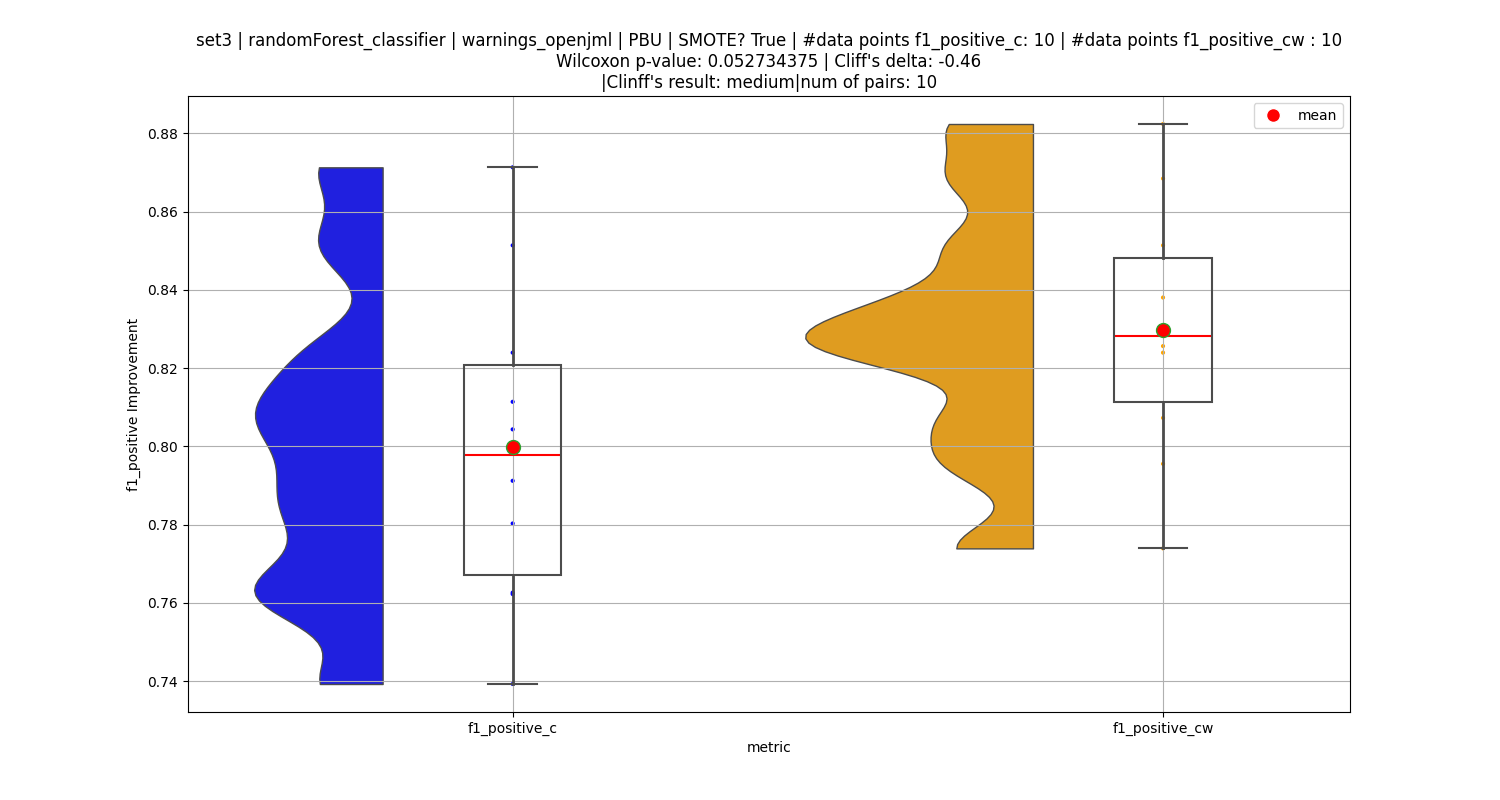 set3 | randomForest_classifier | warnings_openjml | PBU | SMOTE? True | #data points f1_positive_c: 10 | #data points f1_positive_cw : 10
Wilcoxon p-value: 0.052734375 | Cliff's delta: -0.46
|Clinff's result: medium|num of pairs: 10
mean
0.88
0.86
0.84
0.82
0.80
0.78
0.76
0.74
f1_positive Improvement
f1_positive_c
f1_positive_cw
metric